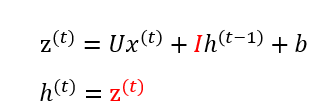 z^{(t)} = Ux^{(t)} + Ih^{(t-1)} + b
h^{(t)} = z^{(t)}